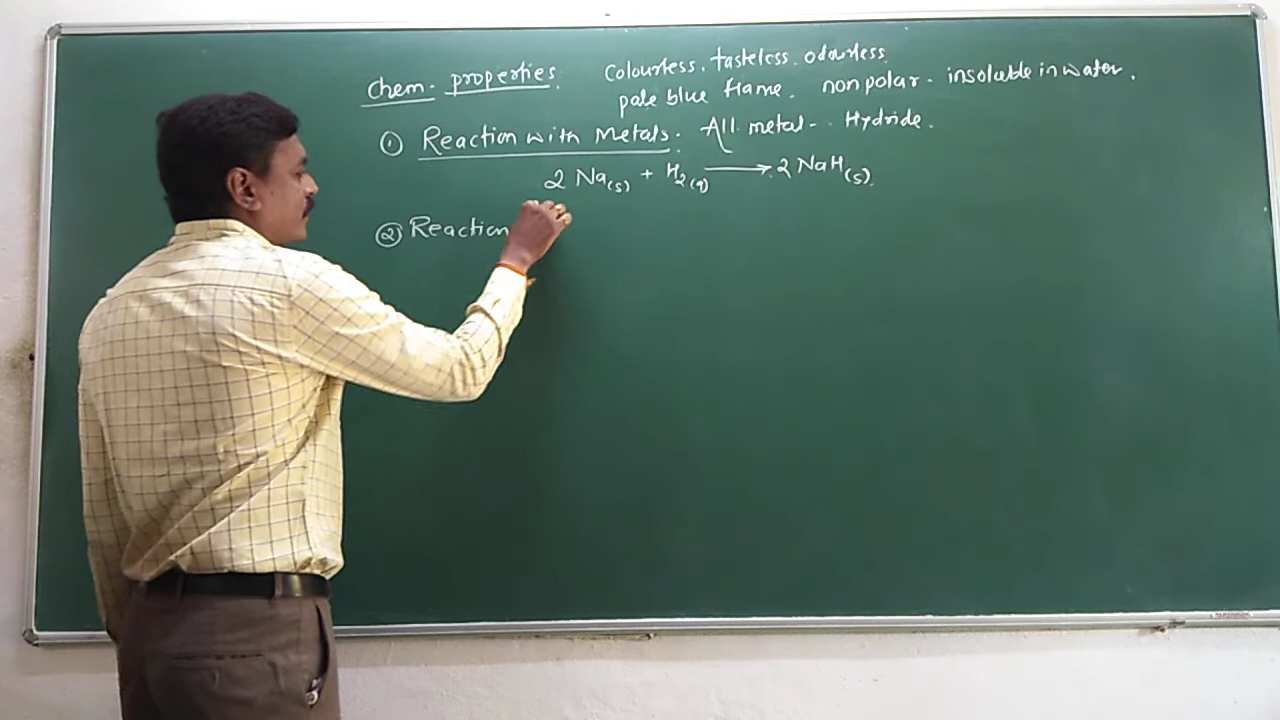 Chem. properties. Colourless. tasteless. odourless.
pale blue flame. non polar. insoluble in water.
① Reaction with Metals. All metal - Hydride.
2 Na(s) + H₂(g) ⟶ 2 NaH(s).
② Reaction